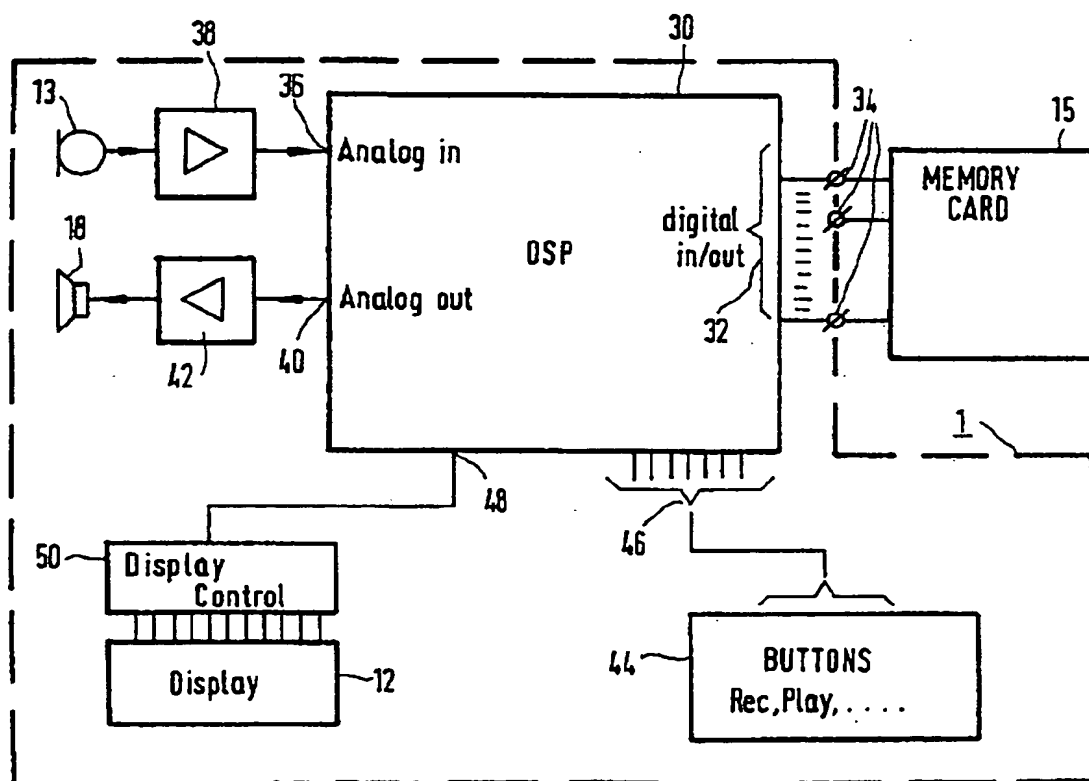 38
30
13
36
34
15
Analog in
MEMORY
CARD
18
digital
in/out
DSP
Analog out
32
42
40
1
48
46
50
Display
Control
44
BUTTONS
Rec,Play,....
Display
12